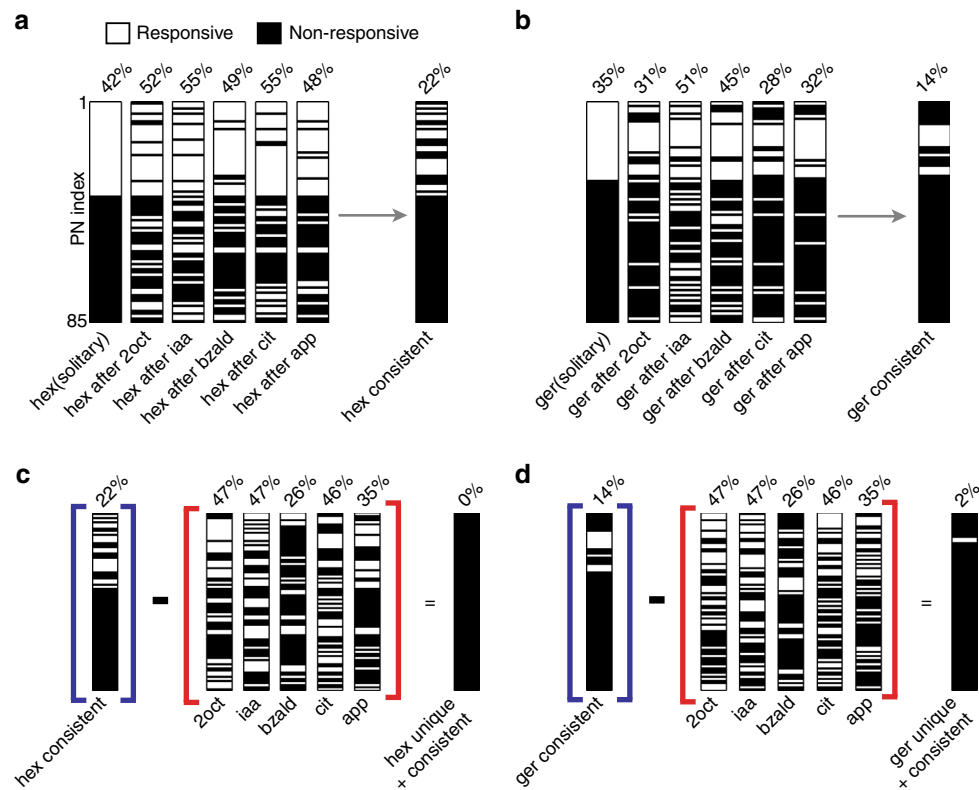 a
Responsive
Non-responsive
42%
52%
55%
49%
55%
48%
22%
1
PN index
85
hex(solitary)
hex after 2oct
hex after iaa
hex after bzald
hex after cit
hex after app
hex consistent
b
35%
31%
51%
45%
28%
32%
14%
ger(solitary)
ger after 2oct
ger after iaa
ger after bzald
ger after cit
ger after app
ger consistent
c
22%
47%
47%
26%
46%
35%
0%
-
=
hex consistent
2oct
iaa
bzald
cit
app
hex unique
+ consistent
d
14%
47%
47%
26%
46%
35%
2%
-
=
ger consistent
2oct
iaa
bzald
cit
app
ger unique
+ consistent